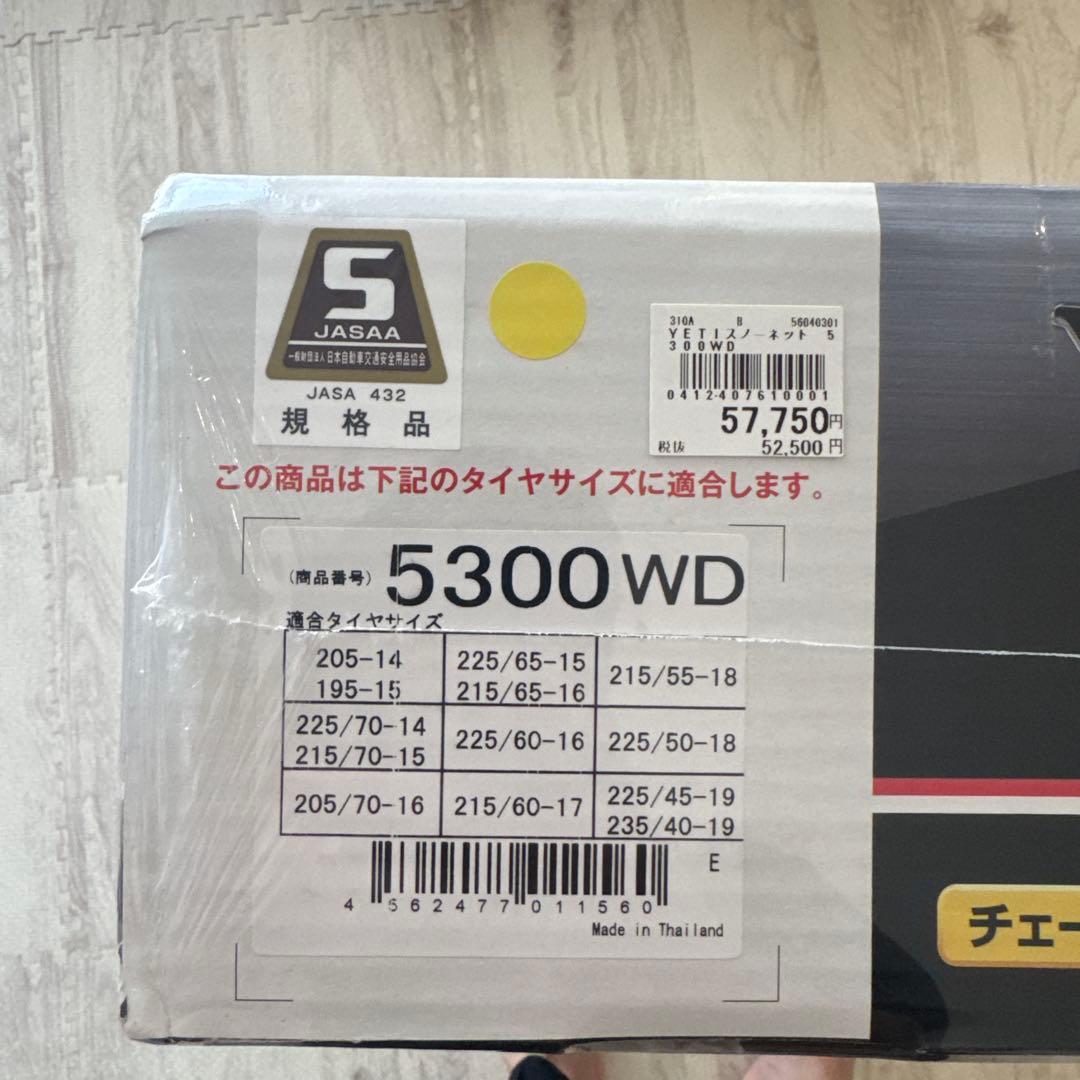 S
JASAA
一般財団法人 日本自動車交通安全用品協会
JASA 432
規格品
310A B 56040301
YETIスノーネット 5
300WD
0412-407610001
57,750円
税抜 52,500円
この商品は下記のタイヤサイズに適合します。
(商品番号) 5300WD
適合タイヤサイズ
205-14 225/65-15 215/55-18
195-15 215/65-16
225/70-14 225/60-16 225/50-18
215/70-15
205/70-16 215/60-17 225/45-19
235/40-19
E
4 562477 011560
Made in Thailand
チェー